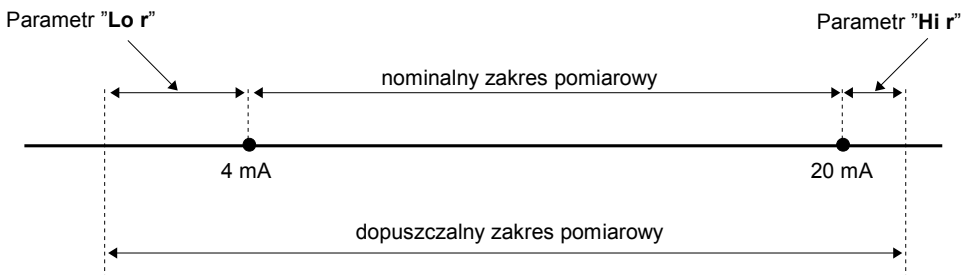 Parametr ”Lo r”
Parametr ”Hi r”
nominalny zakres pomiarowy
4 mA
20 mA
dopuszczalny zakres pomiarowy